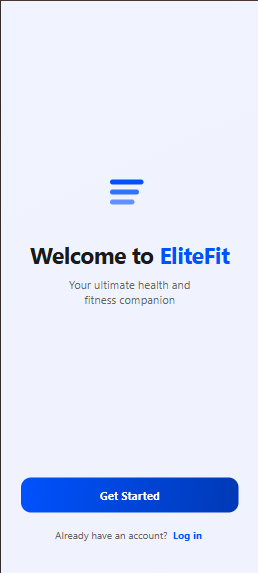 Welcome to EliteFit
Your ultimate health and
fitness companion
Get Started
Already have an account? Log in